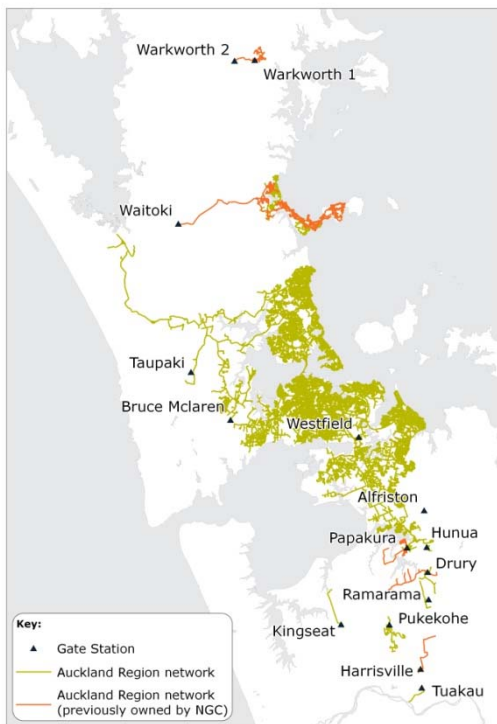 Warkworth 2
Warkworth 1
Waitoki
Taupaki
Bruce Mclaren
Westfield
Alfriston
Papakura
Hunua
Drury
Ramarama
Pukekohe
Kingseat
Harrisville
Tuakau
Key:
Gate Station
Auckland Region network
Auckland Region network
(previously owned by NGC)